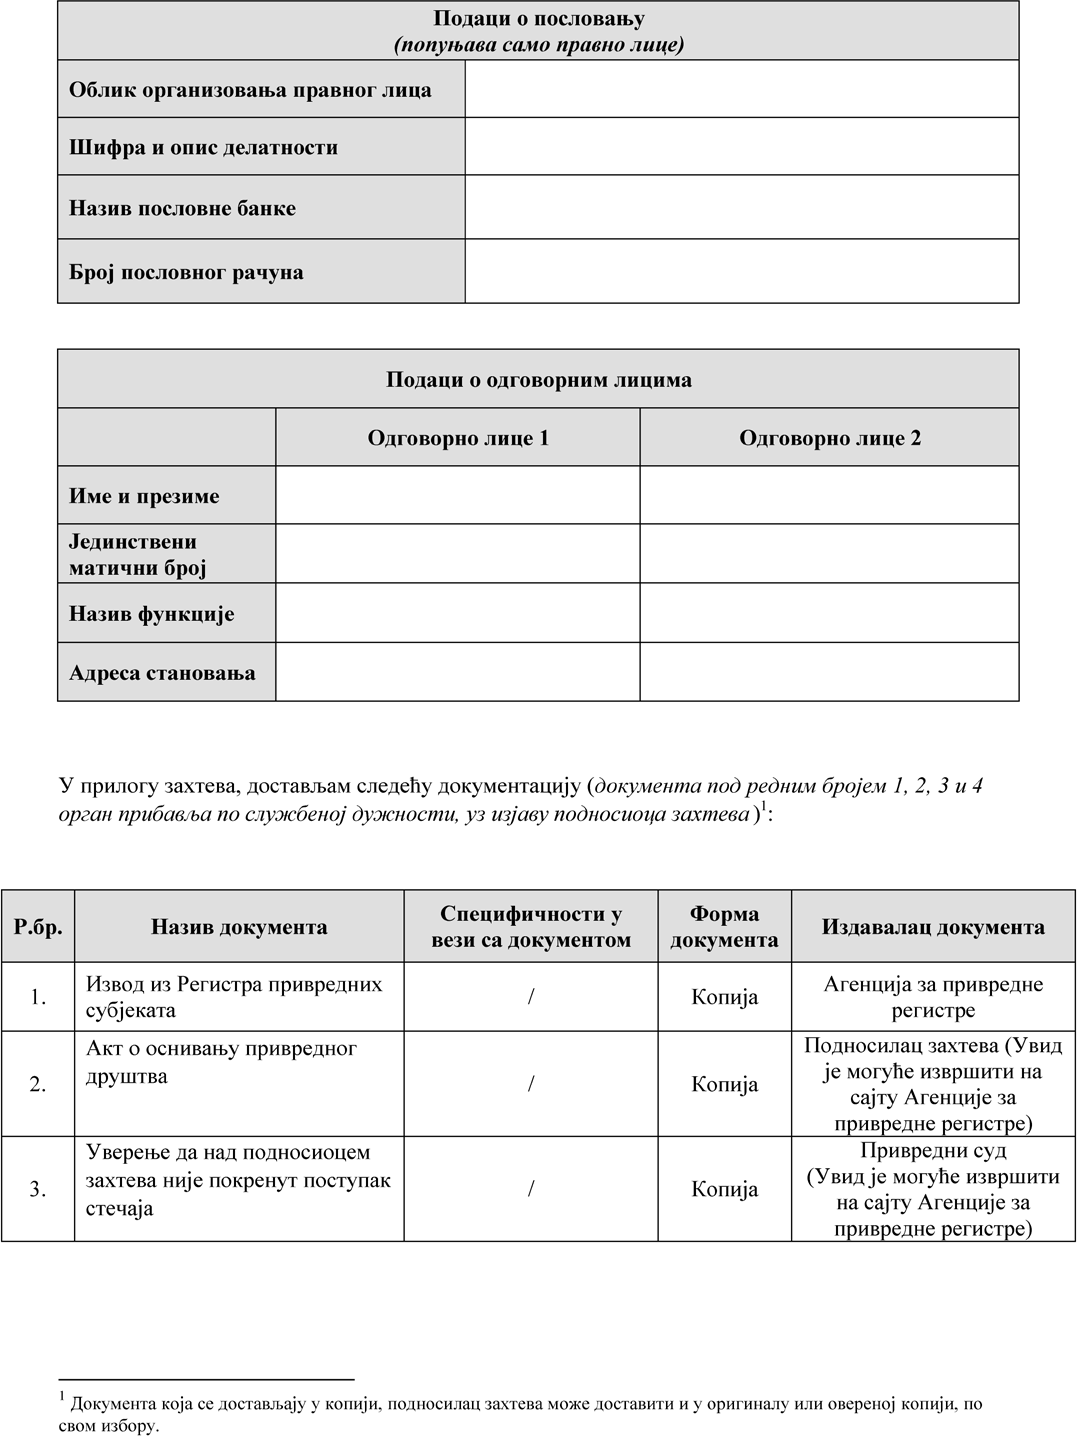 Подаци о пословању
(попуњава само правно лице)
Облик организовања правног лица
Шифра и опис делатности
Назив пословне банке
Број пословног рачуна
Подаци о одговорним лицима
Одговорно лице 1
Одговорно лице 2
Име и презиме
Јединствени
матични број
Назив функције
Адреса становања
У прилогу захтева, достављам следећу документацију (документа под редним бројем 1, 2, 3 и 4
орган прибавља по службеној дужности, уз изјаву подносиоца захтева)1:
Р.бр.
Назив документа
Специфичности у
вези са документом
Форма
документа
Издавалац документа
1.
Извод из Регистра привредних
субјеката
/
Копија
Агенција за привредне
регистре
2.
Акт о оснивању привредног
друштва
/
Копија
Подносилац захтева (Увид
је могуће извршити на
сајту Агенције за
привредне регистре)
3.
Уверење да над подносиоцем
захтева није покренут поступак
стечаја
/
Копија
Привредни суд
(Увид је могуће извршити
на сајту Агенције за
привредне регистре)
1 Документа која се достављају у копији, подносилац захтева може доставити и у оригиналу или овереној копији, по
свом избору.